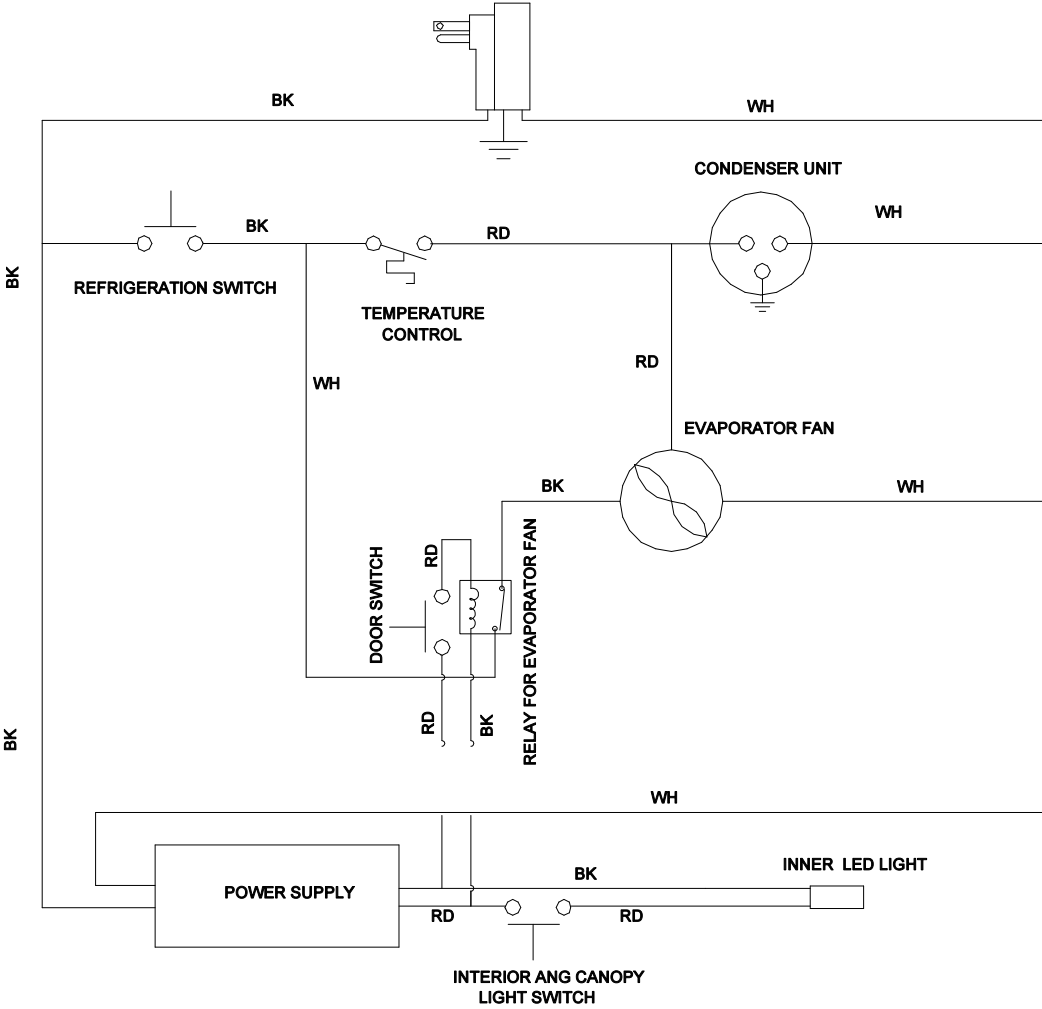 BK
WH
CONDENSER UNIT
WH
BK
RD
BK
REFRIGERATION SWITCH
TEMPERATURE
CONTROL
RD
WH
EVAPORATOR FAN
BK
WH
RD
DOOR SWITCH
RELAY FOR EVAPORATOR FAN
RD
BK
BK
WH
INNER LED LIGHT
BK
POWER SUPPLY
RD
RD
INTERIOR ANG CANOPY
LIGHT SWITCH